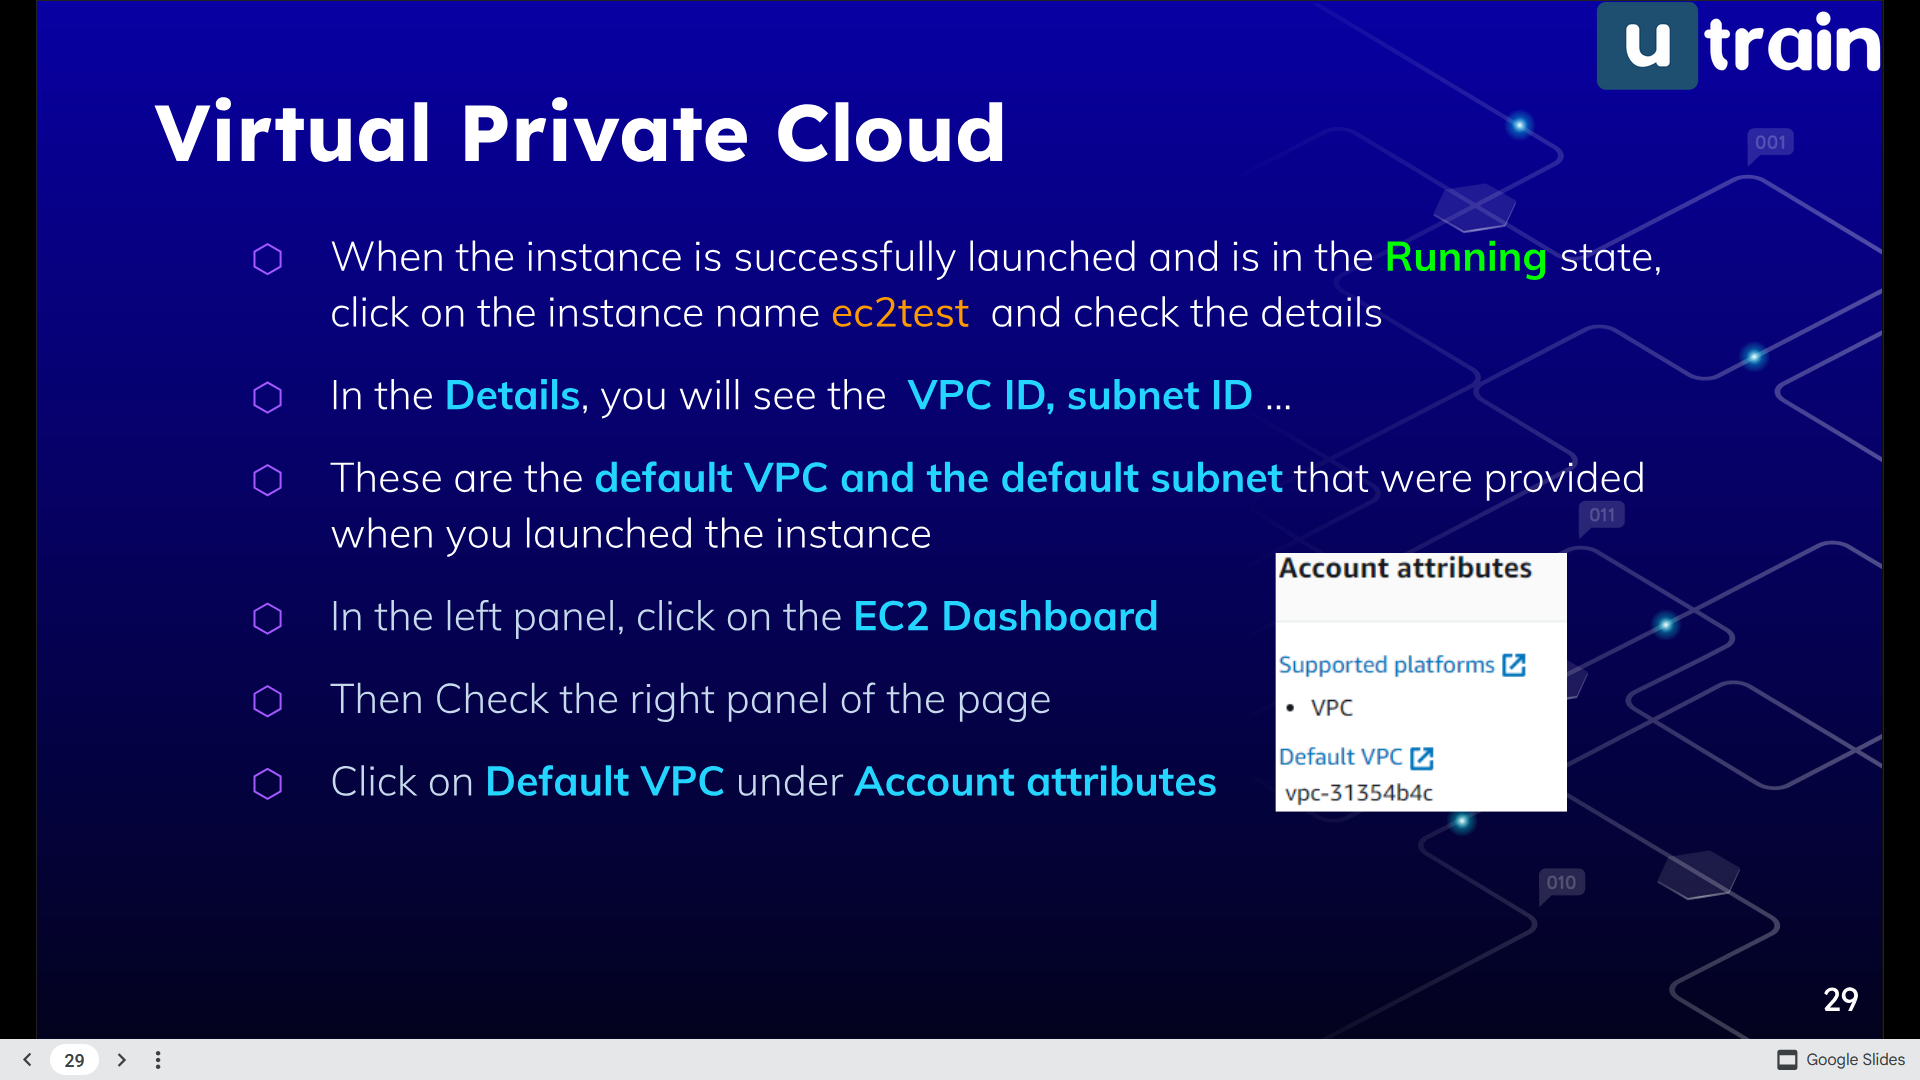 u train
Virtual Private Cloud
001
When the instance is successfully launched and is in the Running state,
click on the instance name ec2test and check the details
In the Details, you will see the VPC ID, subnet ID ...
These are the default VPC and the default subnet that were provided
when you launched the instance
011
In the left panel, click on the EC2 Dashboard
Then Check the right panel of the page
Click on Default VPC under Account attributes
Account attributes
Supported platforms
• VPC
Default VPC
vpc-31354b4c
010
29
29
Google Slides